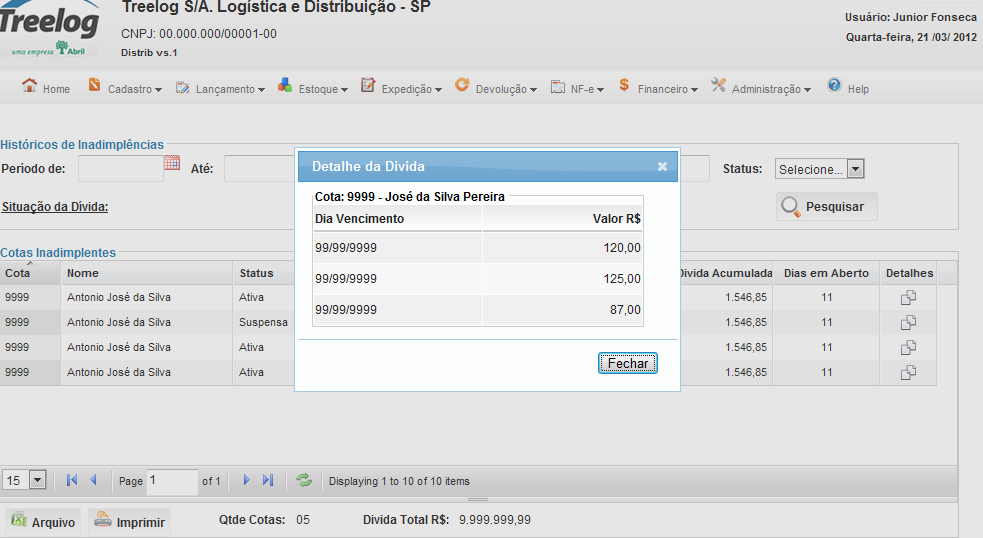 Treelog
uma empresa Abril
Treelog S/A. Logística e Distribuição - SP
CNPJ: 00.000.000/00001-00
Distrib vs.1
Usuário: Junior Fonseca
Quarta-feira, 21 /03/ 2012
Home Cadastro Lançamento Estoque Expedição Devolução NF-e Financeiro Administração Help
Históricos de Inadimplências
Período de: Até: Status: Selecione...
Situação da Dívida: Pesquisar
Detalhe da Divida
Cota: 9999 - José da Silva Pereira
Dia Vencimento Valor R$
99/99/9999 120,00
99/99/9999 125,00
99/99/9999 87,00
Fechar
Cotas Inadimplentes
Cota Nome Status Divida Acumulada Dias em Aberto Detalhes
9999 Antonio José da Silva Ativa 1.546,85 11
9999 Antonio José da Silva Suspensa 1.546,85 11
9999 Antonio José da Silva Ativa 1.546,85 11
9999 Antonio José da Silva Ativa 1.546,85 11
15 Page 1 of 1 Displaying 1 to 10 of 10 items
Arquivo Imprimir Qtde Cotas: 05 Divida Total R$: 9.999.999,99